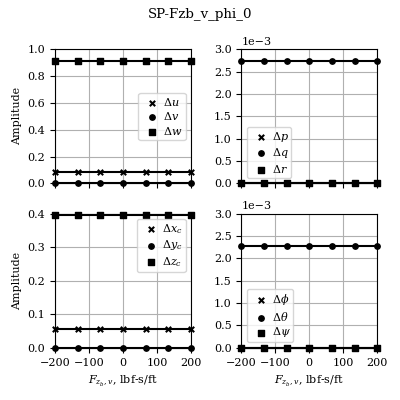 SP-Fzb_v_phi_0
1e−3
1.0
0.8
0.6
0.4
0.2
0.0
Amplitude
Δu
Δv
Δw
3.0
2.5
2.0
1.5
1.0
0.5
0.0
Δp
Δq
Δr
1e−3
0.4
0.3
0.2
0.1
0.0
Amplitude
Δx_c
Δy_c
Δz_c
−200 −100 0 100 200
F_{z_b,v}, lbf-s/ft
3.0
2.5
2.0
1.5
1.0
0.5
0.0
Δϕ
Δθ
Δψ
−200 −100 0 100 200
F_{z_b,v}, lbf-s/ft